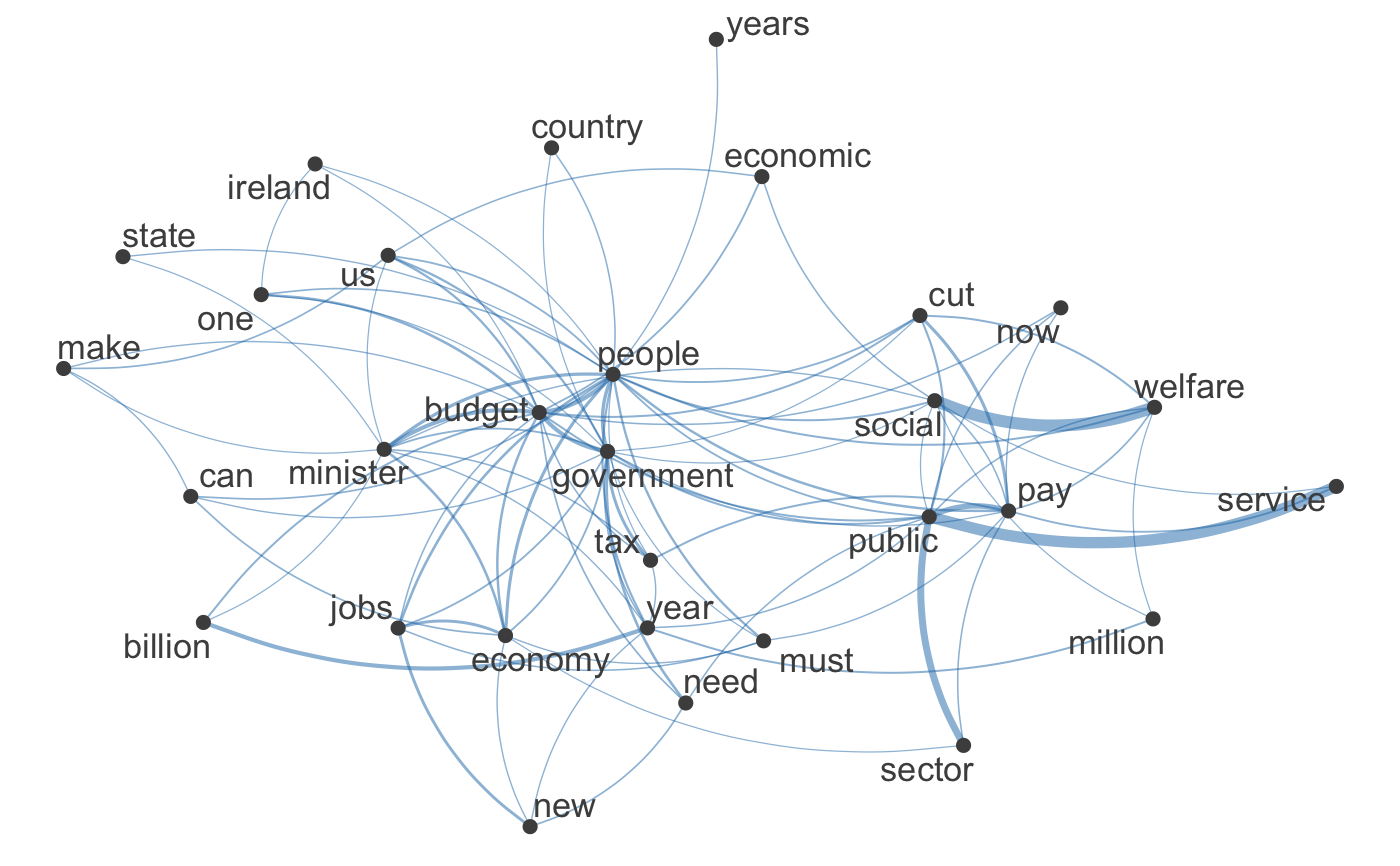 years
country
economic
ireland
state
us
cut
one
now
make
people
welfare
budget
social
minister
government
can
pay
service
tax
public
jobs
year
billion
economy
must
million
need
sector
new